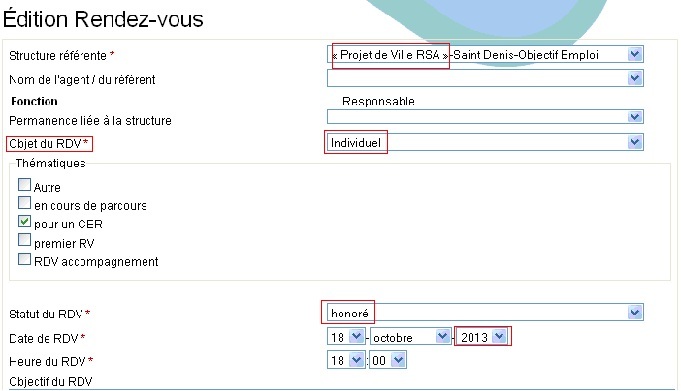 Édition Rendez-vous
Structure référente * « Projet de Ville RSA »-Saint Denis-Objectif Emploi
Nom de l'agent / du référent
Fonction Responsable
Permanence liée à la structure
Objet du RDV * Individuel
Thématiques
Autre
en cours de parcours
pour un CER
premier RV
RDV accompagnement
Statut du RDV * honoré
Date de RDV * 18 - octobre - 2013
Heure du RDV * 18 : 00
Objectif du RDV